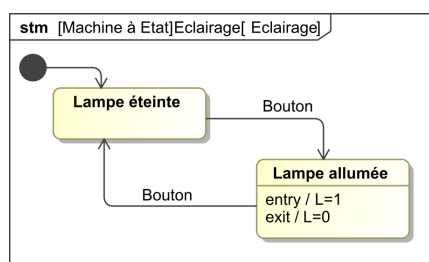 stm [Machine à Etat]Eclairage[ Eclairage]
Lampe éteinte
Bouton
Lampe allumée
entry / L=1
exit / L=0
Bouton